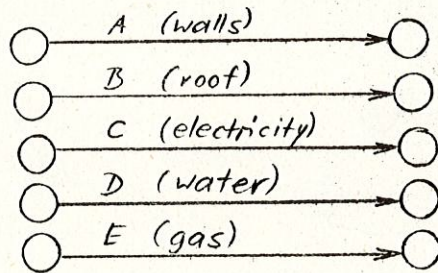 A (walls)
B (roof)
C (electricity)
D (water)
E (gas)